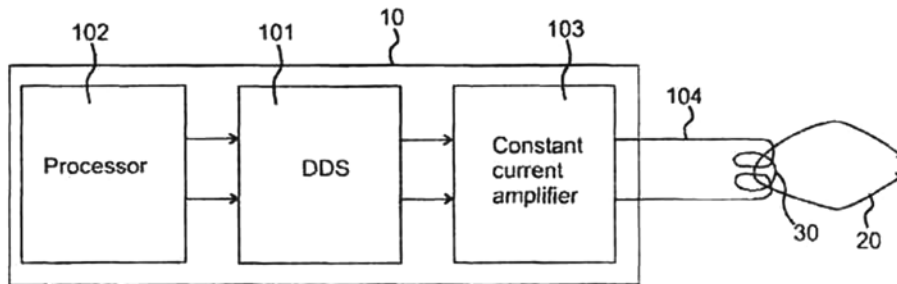 102
101
10
103
104
Processor
DDS
Constant
current
amplifier
30
20